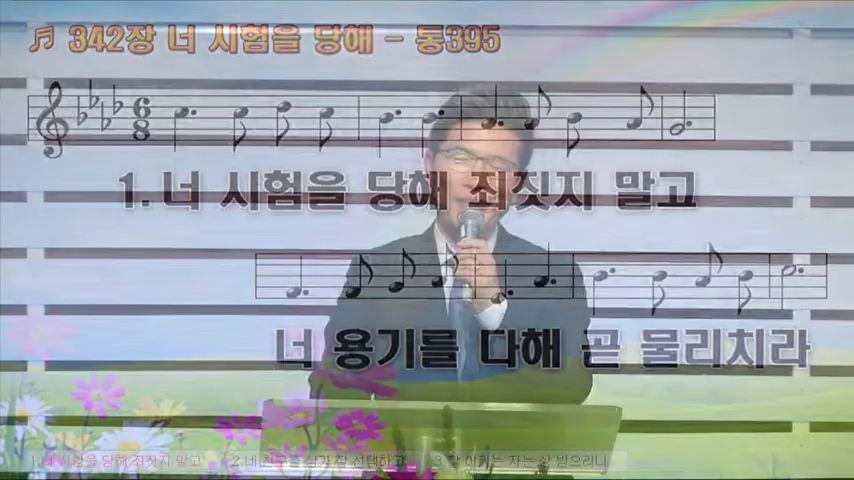 342장 너 시험을 당해 - 통395
6
8
1. 너 시험을 당해 죄짓지 말고
너 용기를 다해 곧 물리치라
1.너 시험을 당해 죄짓지 말고 2.네 친구를 삼가 잘 선택하고 3.잘 이기는 자는 상 받으리니